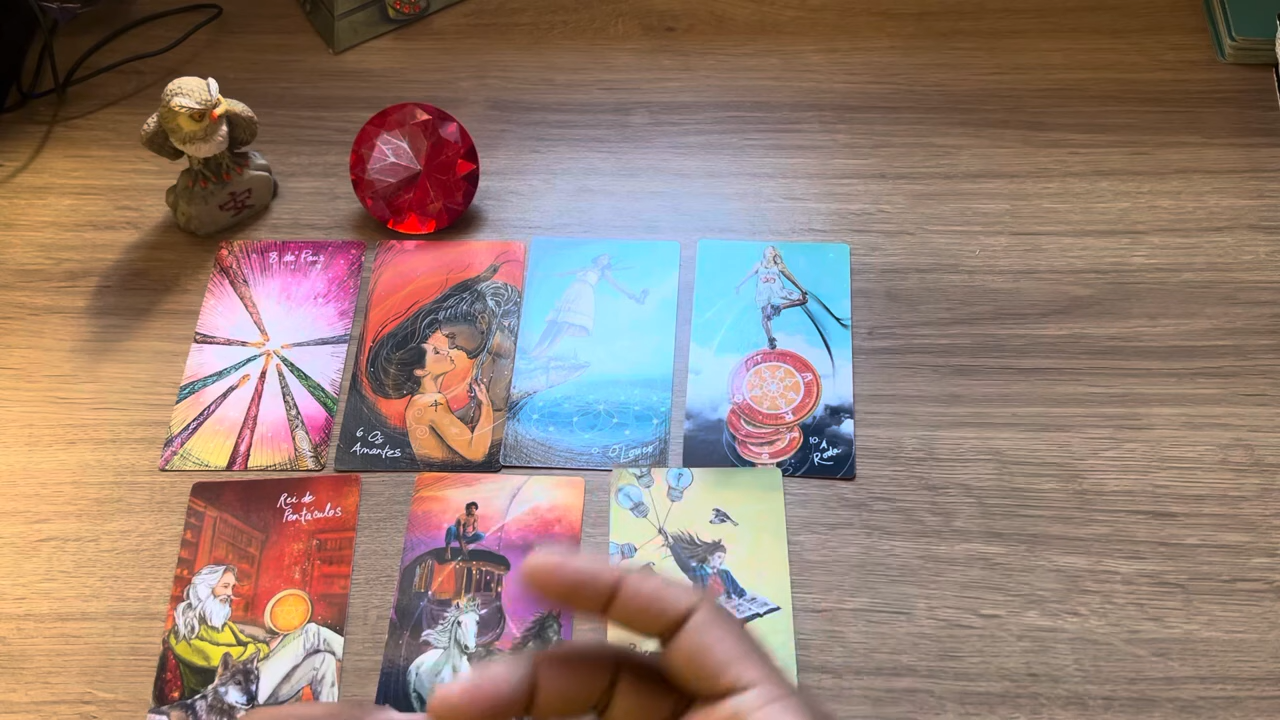 8 de Paus
6 Os
Amantes
0. O Louco
10. A
Roda
Rei de
Pentáculos